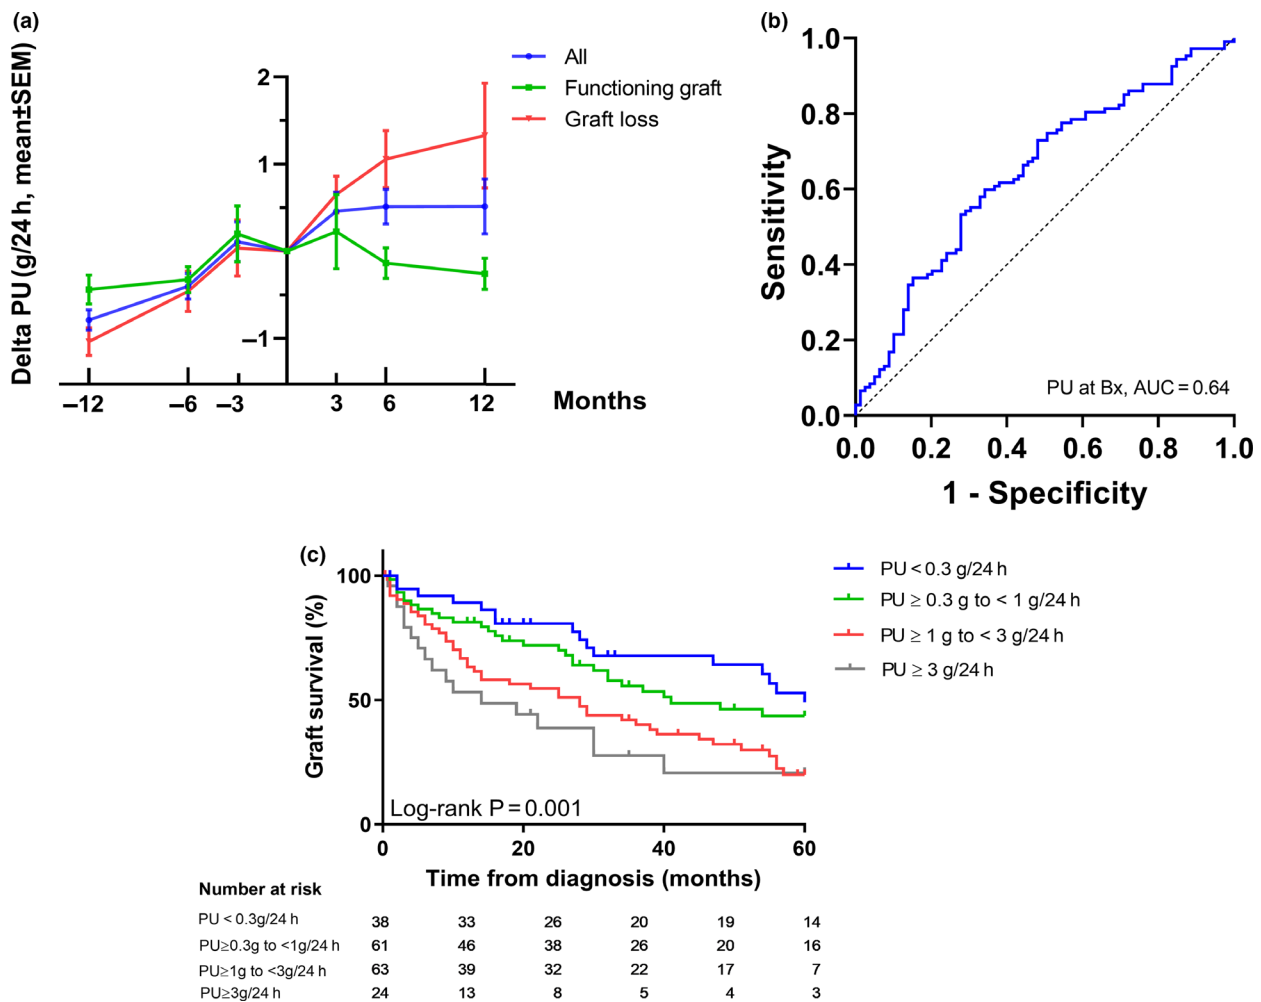 (a)
Delta PU (g/24 h, mean±SEM)
2
1
–1
–12 –6 –3 3 6 12 Months
All
Functioning graft
Graft loss
(b)
Sensitivity
1.0
0.8
0.6
0.4
0.2
0.0
PU at Bx, AUC = 0.64
0.0 0.2 0.4 0.6 0.8 1.0
1 - Specificity
(c)
Graft survival (%)
100
50
0
Log-rank P = 0.001
0 20 40 60
Time from diagnosis (months)
PU < 0.3 g/24 h
PU ≥ 0.3 g to < 1 g/24 h
PU ≥ 1 g to < 3 g/24 h
PU ≥ 3 g/24 h
Number at risk
PU < 0.3g/24 h 38 33 26 20 19 14
PU≥0.3g to <1g/24 h 61 46 38 26 20 16
PU≥1g to <3g/24 h 63 39 32 22 17 7
PU≥3g/24 h 24 13 8 5 4 3